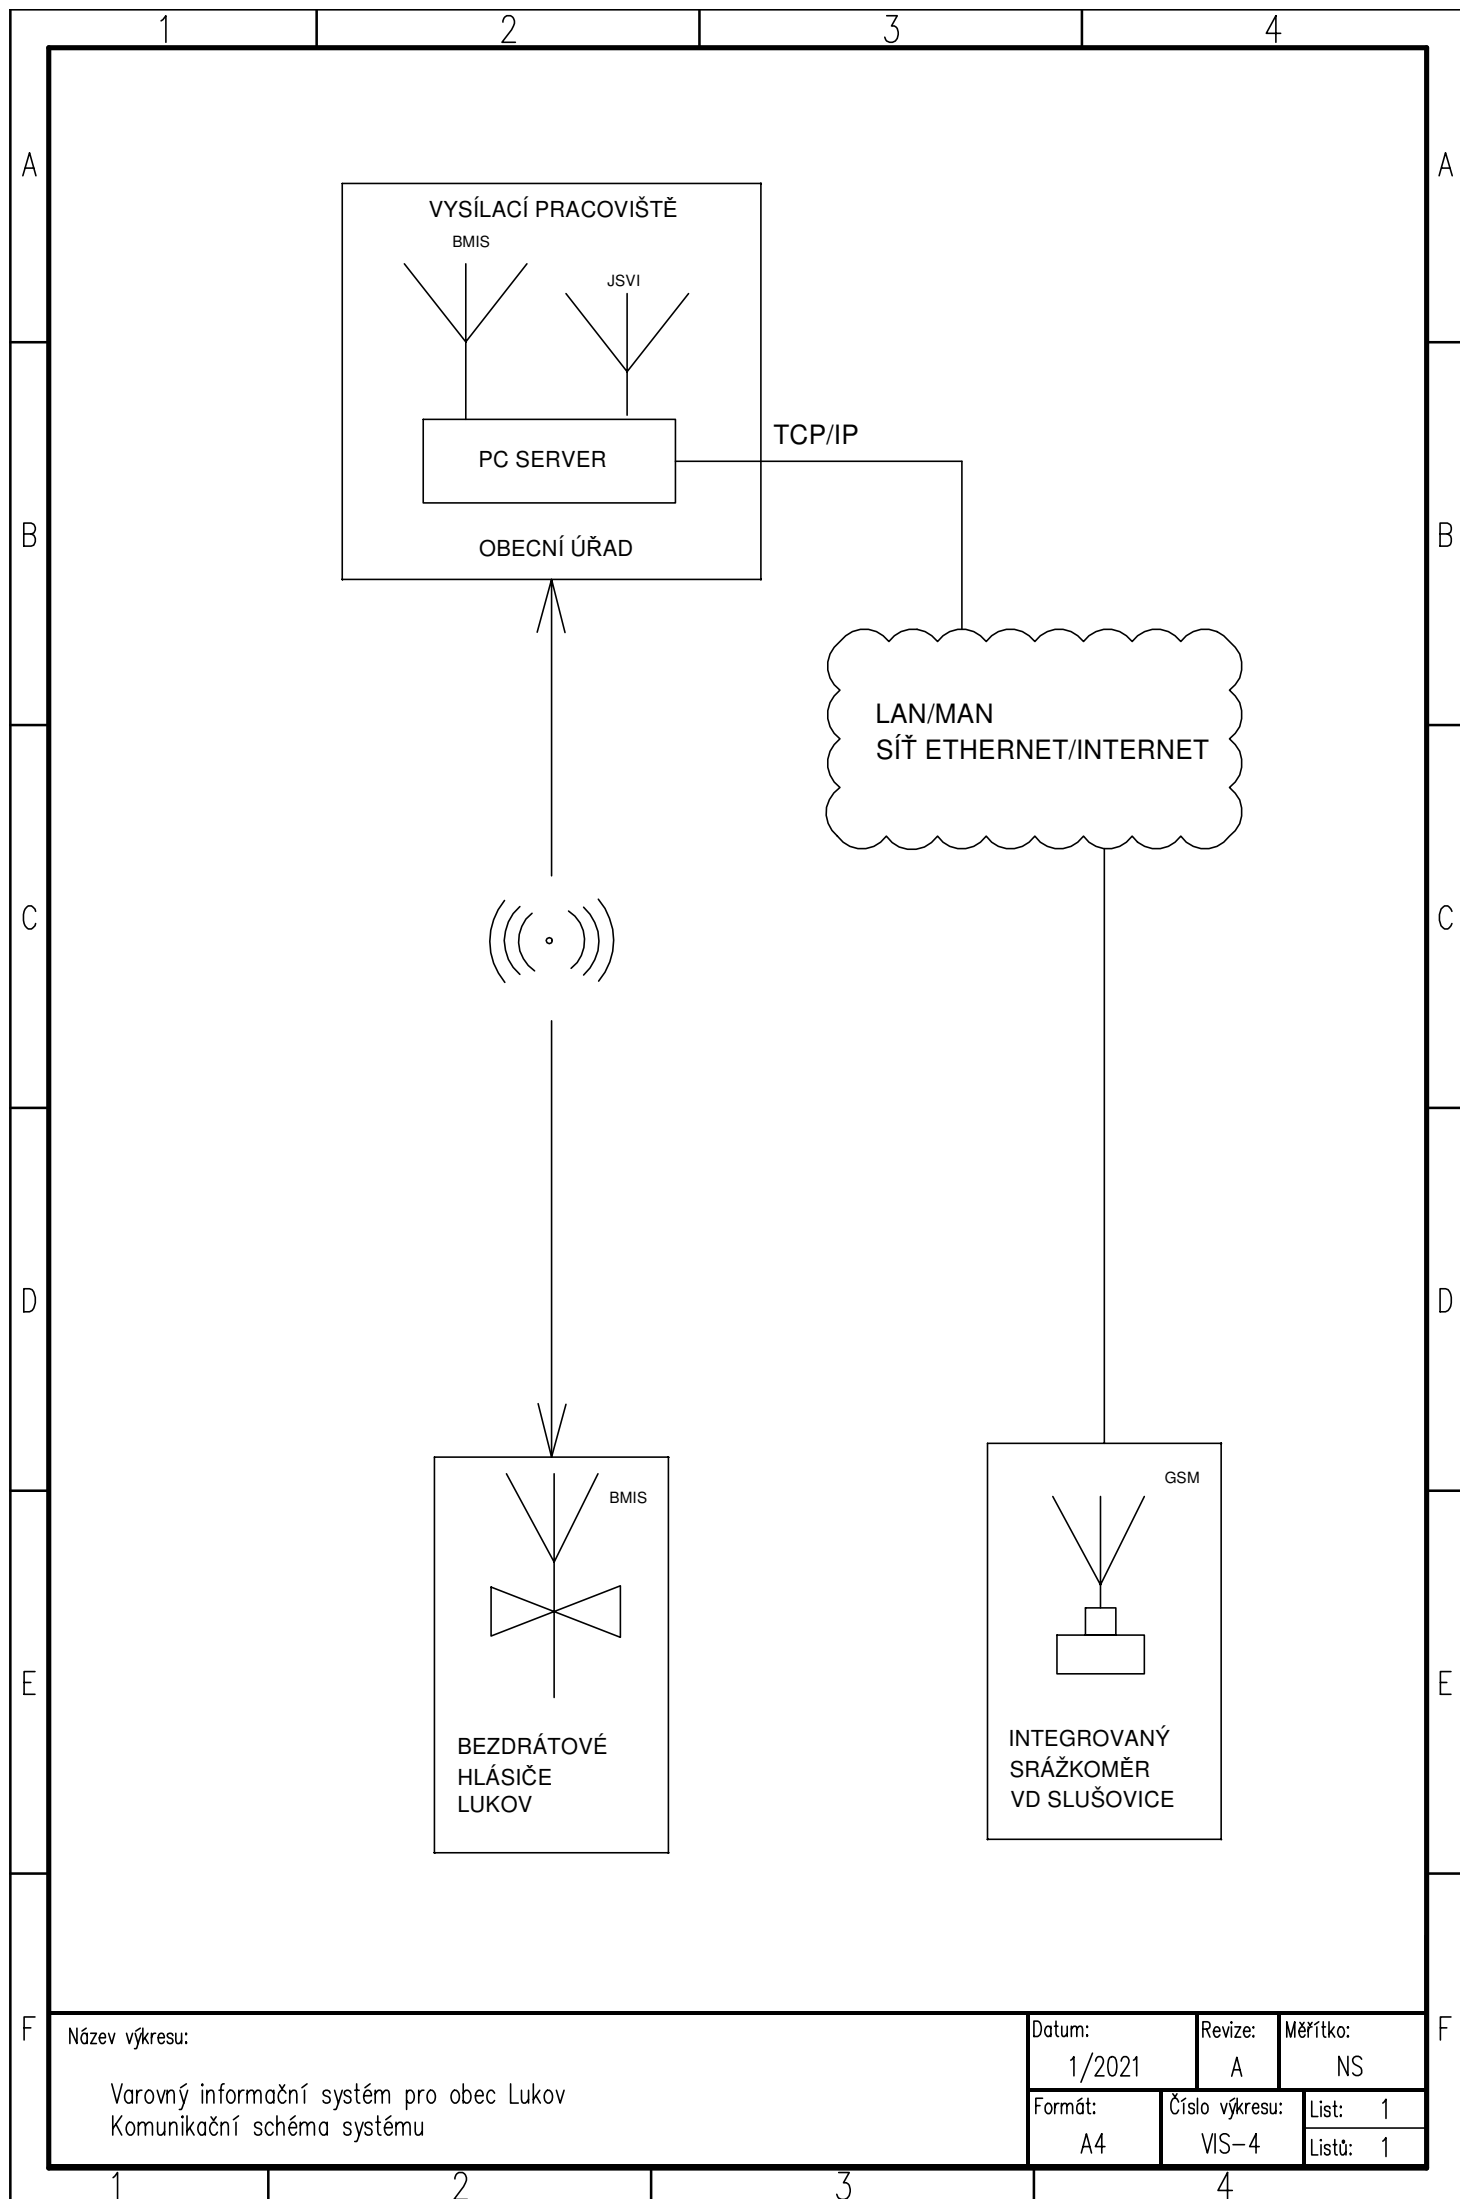 1 2 3 4
A A
VYSÍLACÍ PRACOVIŠTĚ
BMIS
JSVI
TCP/IP
PC SERVER
B B
OBECNÍ ÚŘAD
LAN/MAN
SÍŤ ETHERNET/INTERNET
C C
D D
BMIS
GSM
E E
BEZDRÁTOVÉ
HLÁSIČE
LUKOV
INTEGROVANÝ
SRÁŽKOMĚR
VD SLUŠOVICE
F F
Název výkresu:
Varovný informační systém pro obec Lukov
Komunikační schéma systému
Datum: Revize: Měřítko:
1/2021 A NS
Formát: Číslo výkresu: List: 1
A4 VIS-4 Listů: 1
1 2 3 4